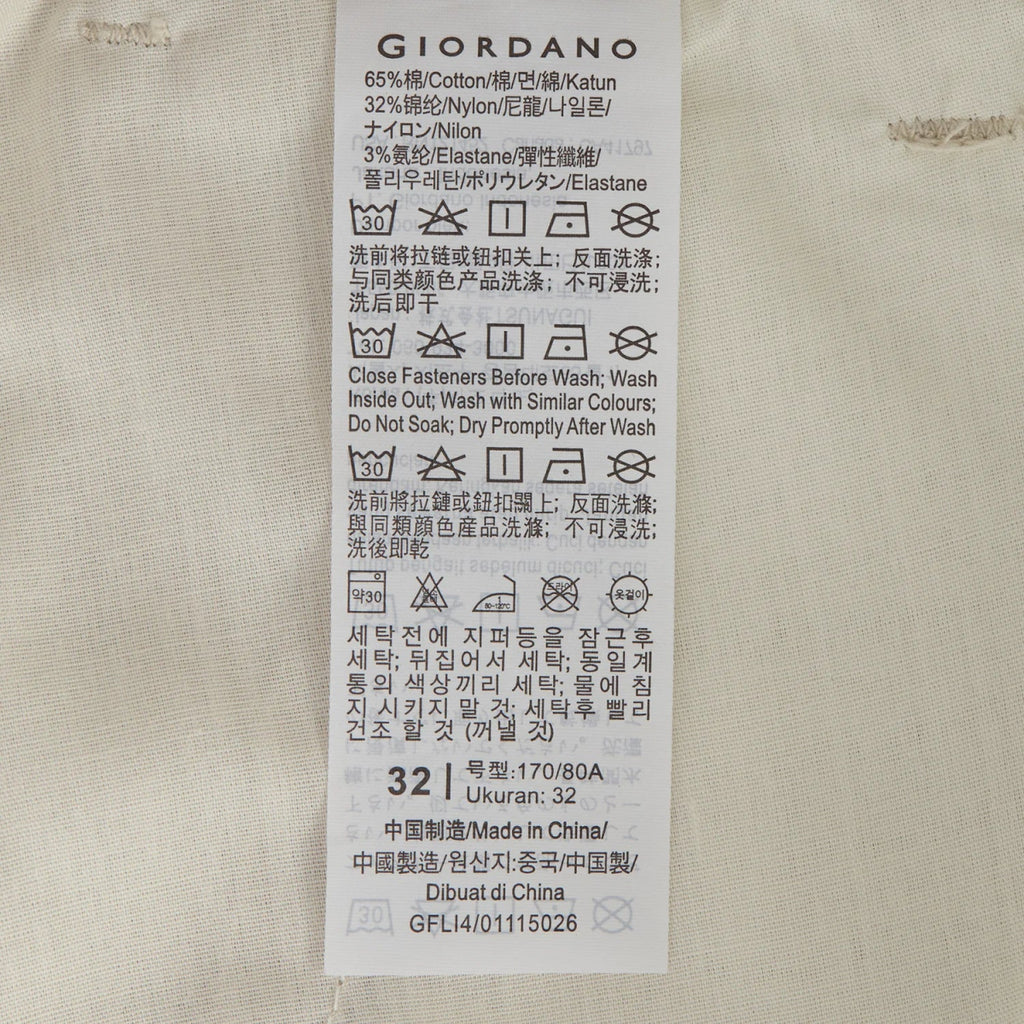 GIORDANO
65%棉/Cotton/棉/면/綿/Katun
32%锦纶/Nylon/尼龍/나일론/
ナイロン/Nilon
3%氨纶/Elastane/彈性纖維/
폴리우레탄/ポリウレタン/Elastane
30
洗前将拉链或钮扣关上；反面洗涤；
与同类颜色产品洗涤；不可浸洗；
洗后即干
30
Close Fasteners Before Wash; Wash
Inside Out; Wash with Similar Colours;
Do Not Soak; Dry Promptly After Wash
30
洗前將拉鏈或鈕扣關上；反面洗滌；
與同類顏色産品洗滌；不可浸洗；
洗後即乾
약30 80~120℃ 드라이 옷걸이
세탁전에 지퍼등을 잠근후
세탁; 뒤집어서 세탁; 동일계
통의 색상끼리 세탁; 물에 침
지 시키지 말 것; 세탁후 빨리
건조 할 것 (꺼낼 것)
32 | 号型:170/80A
Ukuran: 32
中国制造/Made in China/
中國製造/원산지:중국/中国製/
Dibuat di China
GFLI4/01115026